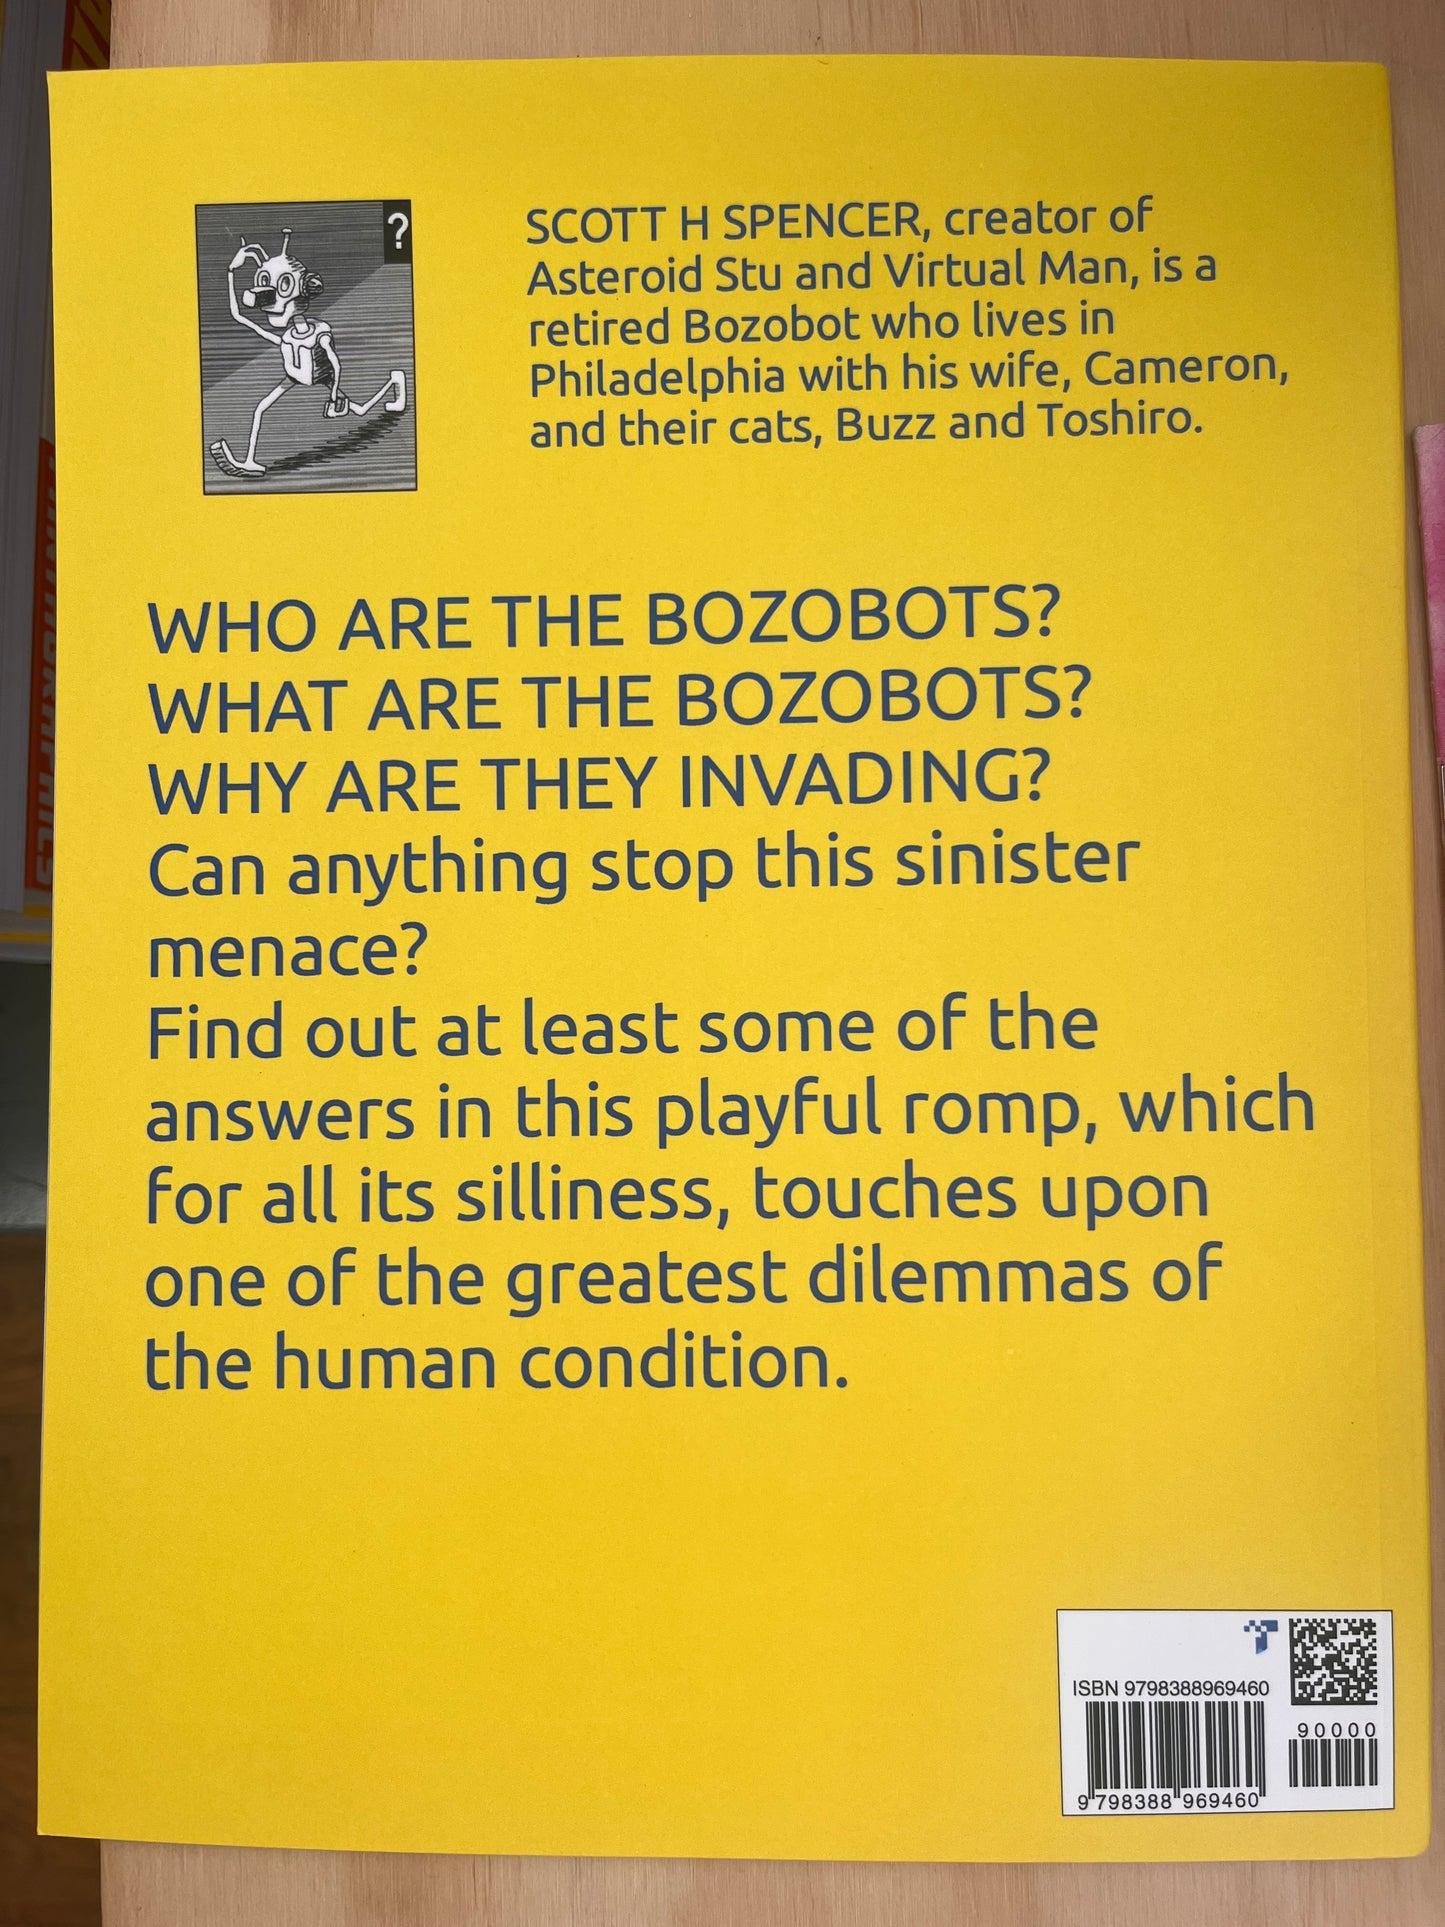 ?
SCOTT H SPENCER, creator of
Asteroid Stu and Virtual Man, is a
retired Bozobot who lives in
Philadelphia with his wife, Cameron,
and their cats, Buzz and Toshiro.
WHO ARE THE BOZOBOTS?
WHAT ARE THE BOZOBOTS?
WHY ARE THEY INVADING?
Can anything stop this sinister
menace?
Find out at least some of the
answers in this playful romp, which
for all its silliness, touches upon
one of the greatest dilemmas of
the human condition.
ISBN 9798388969460
90000
9 798388 969460